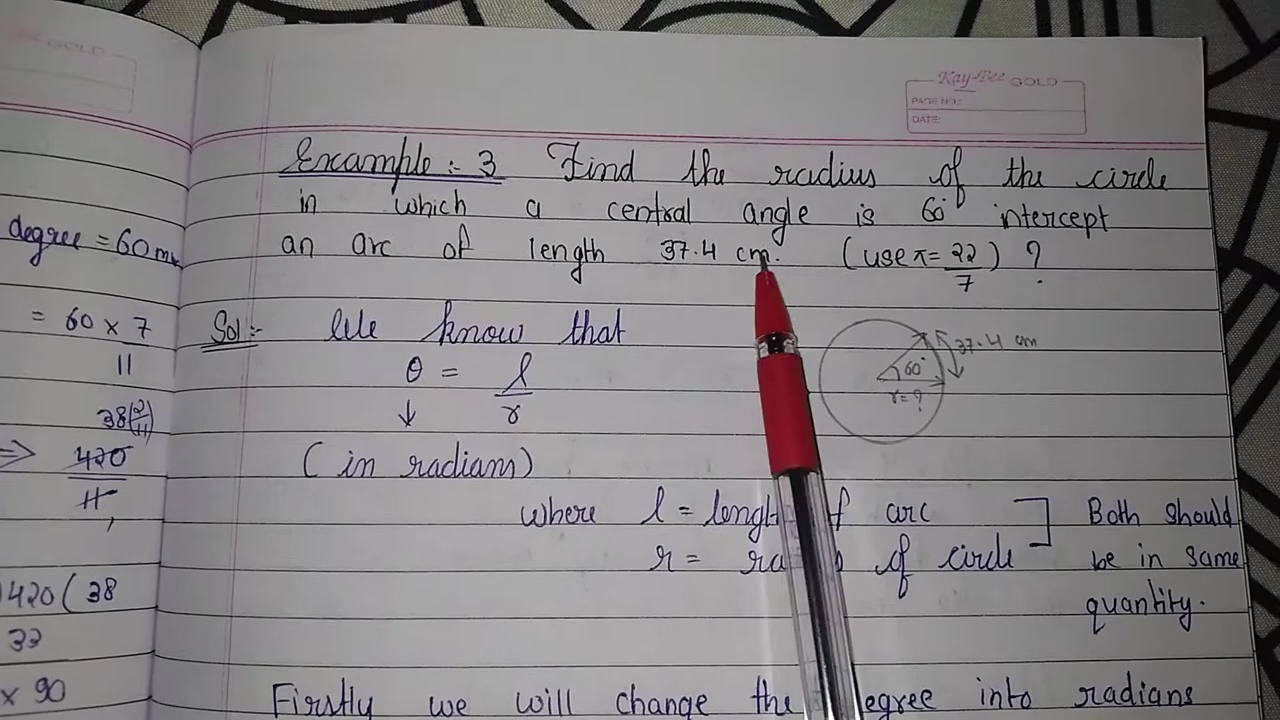 GOLD
Kay-Bee GOLD
PAGE NO.:
DATE:
degree = 60
= 60 × 7
11
38(2/11)
⇒ 420
11
420 ( 38
33
× 90
Example :- 3 Find the radius of the circle
in which a central angle is 60° intercept
an arc of length 37.4 cm. (use π = 22/7) ?
Sol :- We know that
θ = l/r
↓
(in radians)
37.4 cm
60°
r = ?
where l = length of arc
r = of circle
Both should
be in same
quantity.
Firstly we will change the degree into radians